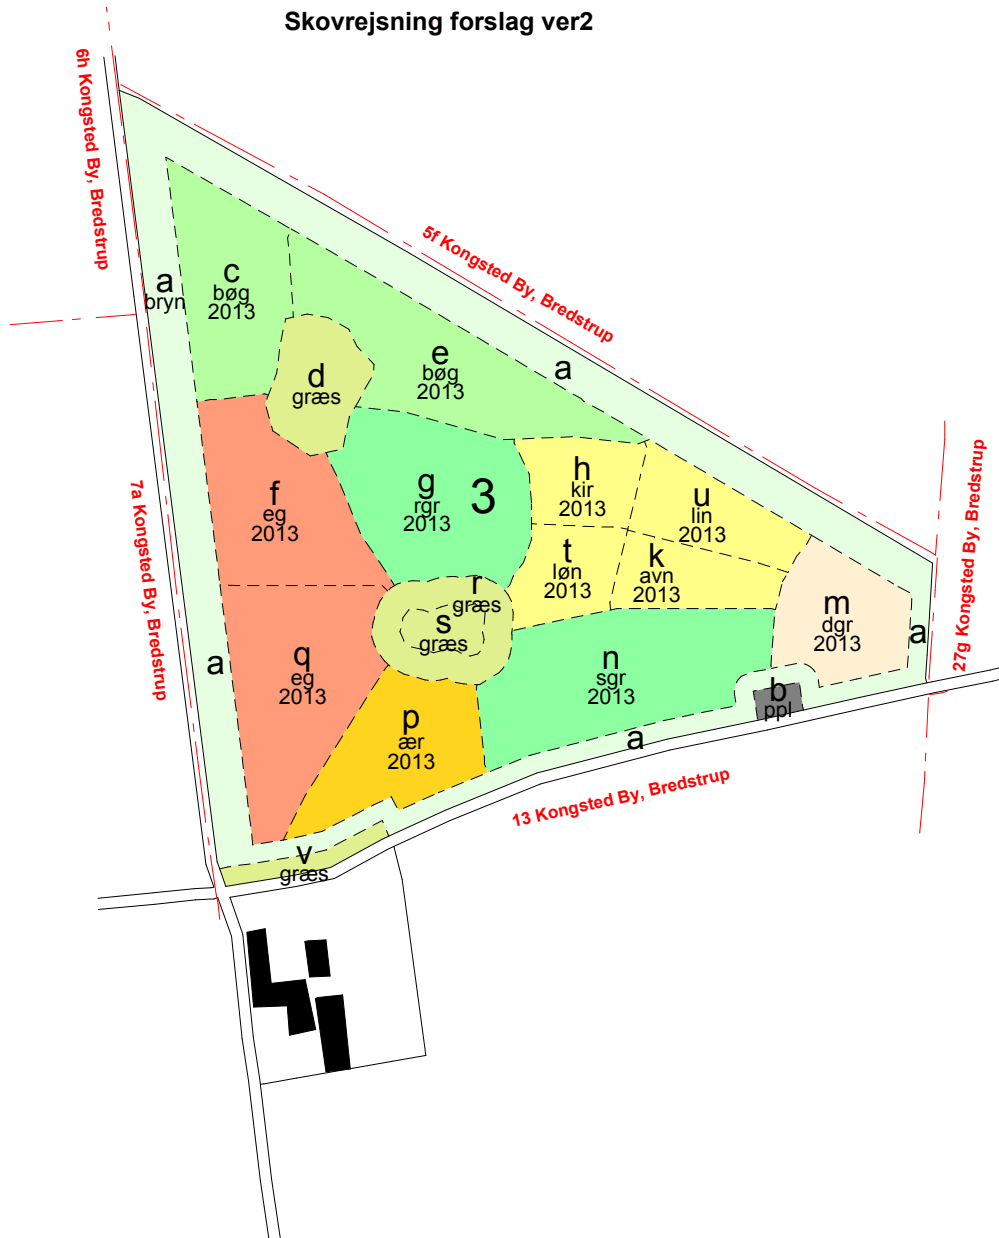 Skovrejsning forslag ver2
6h Kongsted By, Bredstrup
5f Kongsted By, Bredstrup
a
bryn
c
bøg
2013
d
græs
e
bøg
2013
a
7a Kongsted By, Bredstrup
f
eg
2013
g
rgr
2013
3
h
kir
2013
u
lin
2013
27g Kongsted By, Bredstrup
t
løn
2013
k
avn
2013
r
græs
s
græs
m
dgr
2013
a
a
q
eg
2013
n
sgr
2013
b
ppl
p
ær
2013
a
13 Kongsted By, Bredstrup
v
græs